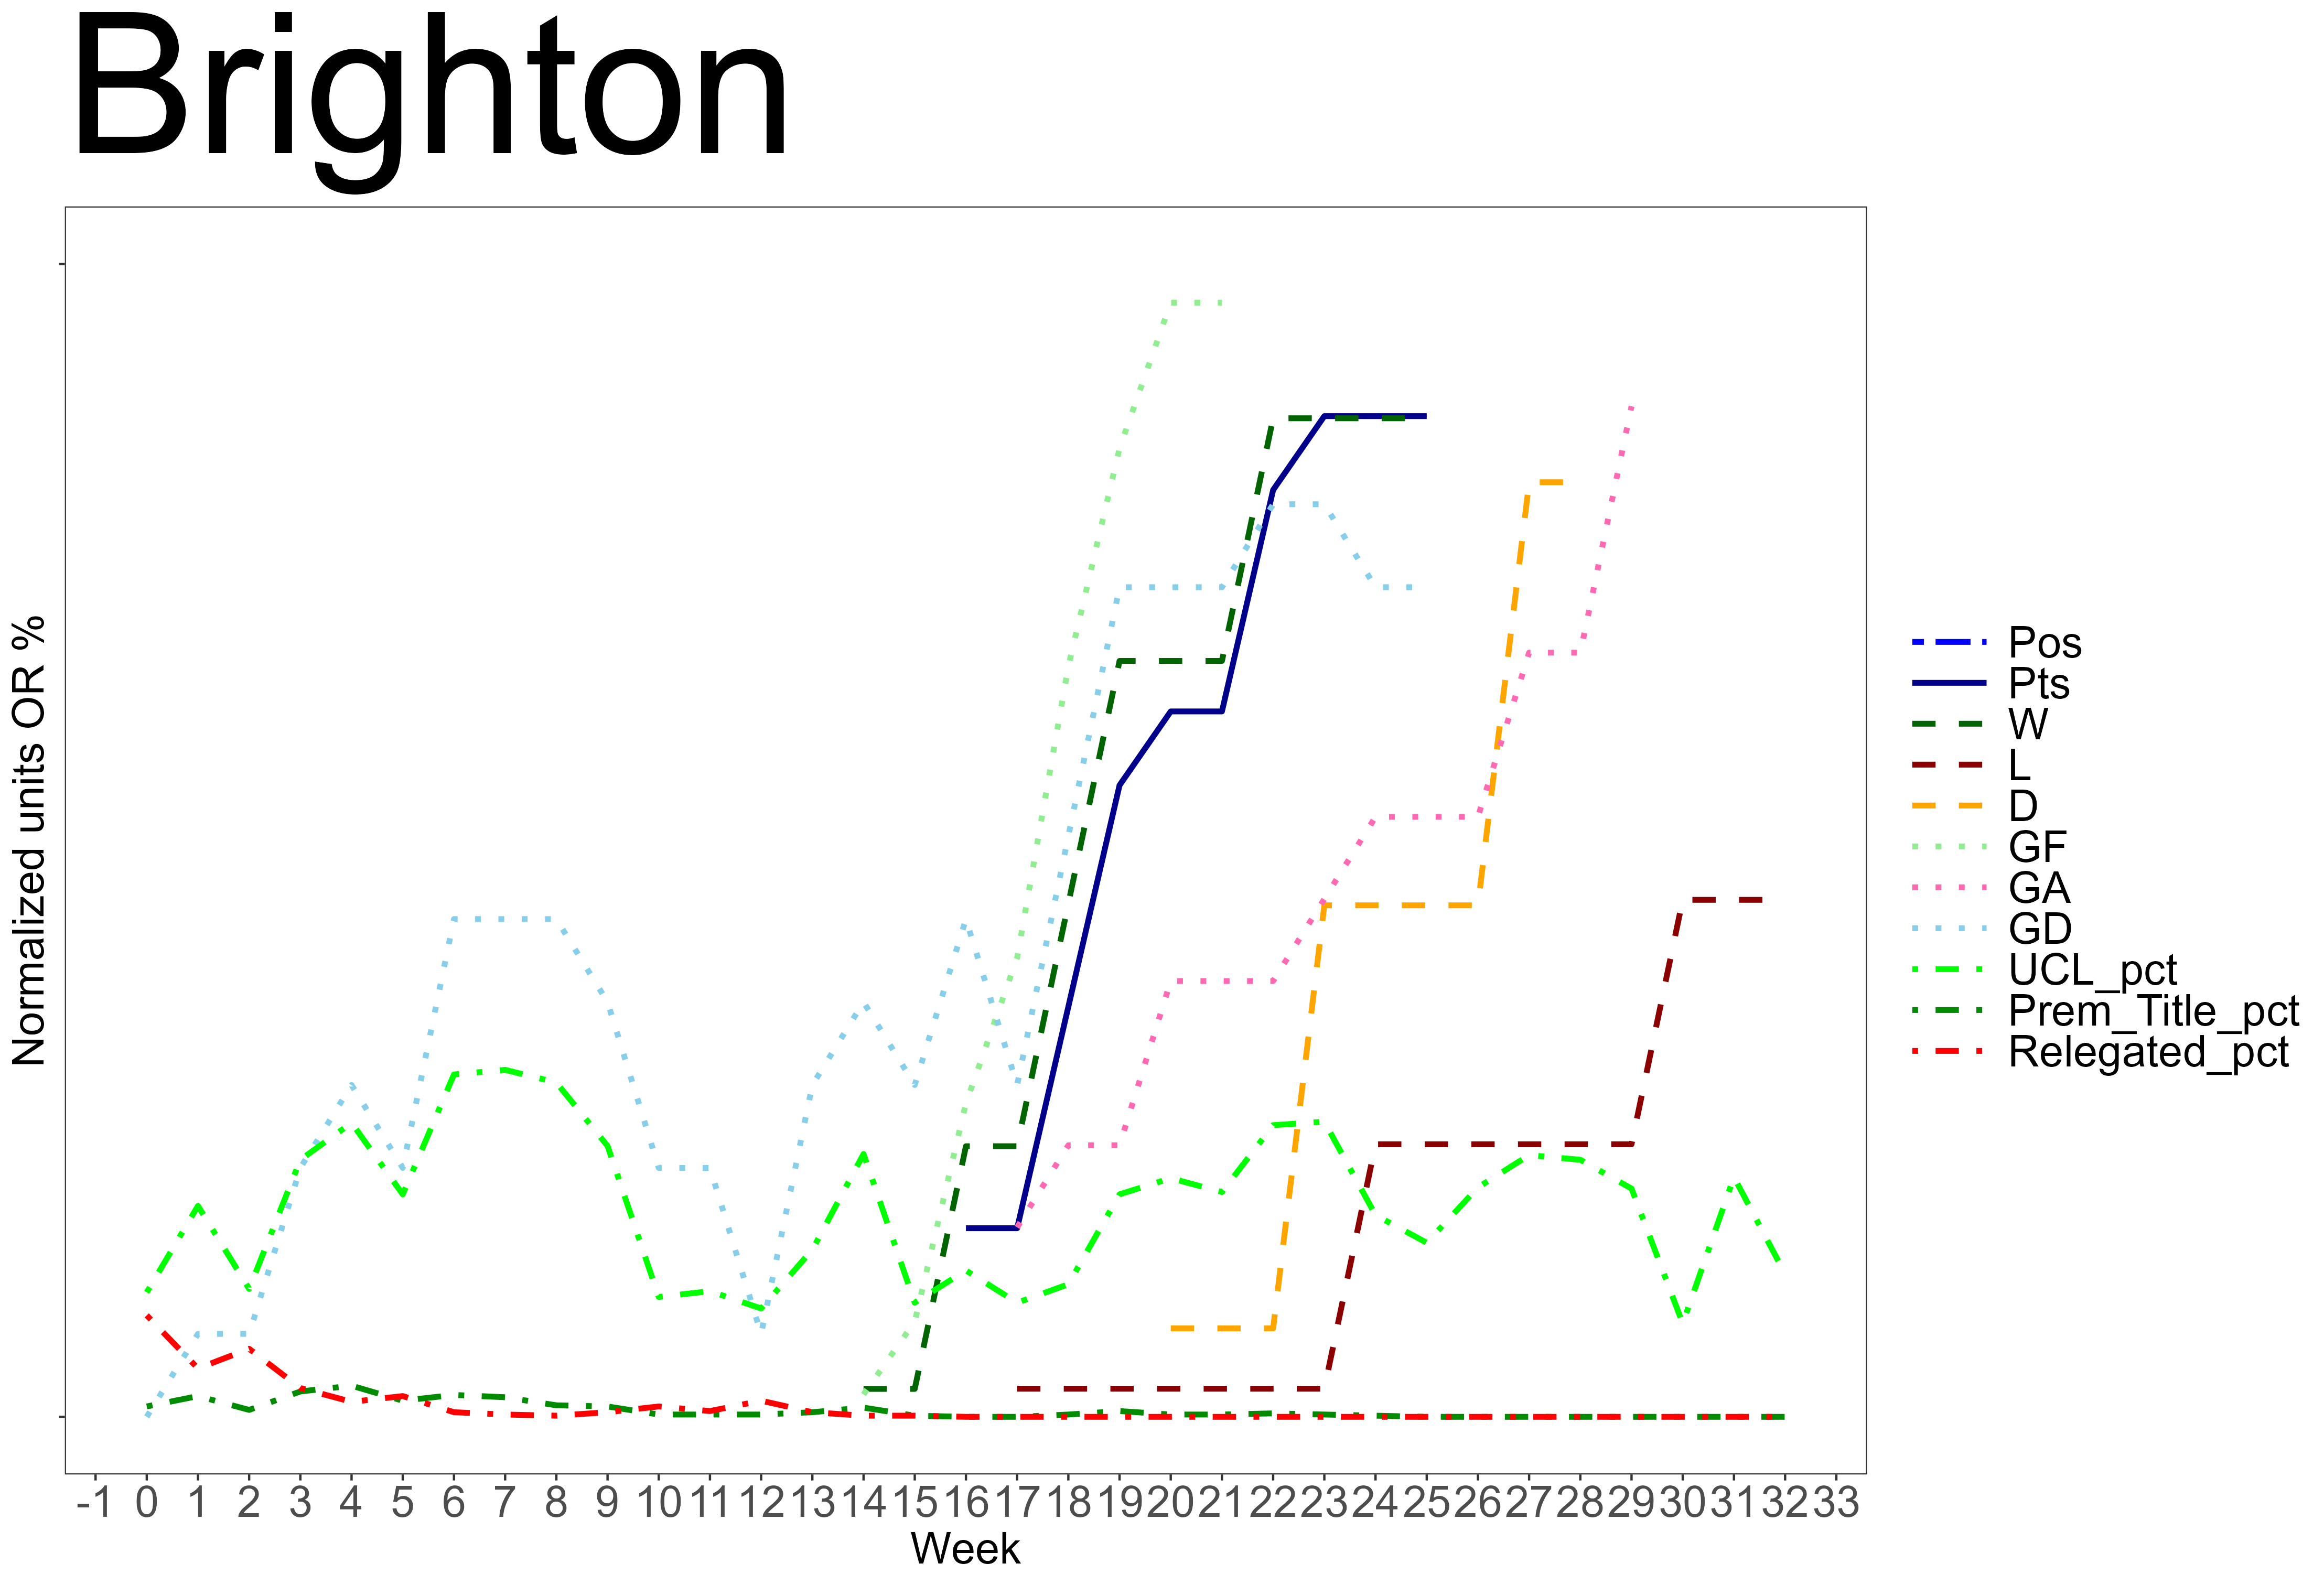 Brighton
Normalized units OR %
-1 0 1 2 3 4 5 6 7 8 9 10 11 12 13 14 15 16 17 18 19 20 21 22 23 24 25 26 27 28 29 30 31 32 33
Week
Pos
Pts
W
L
D
GF
GA
GD
UCL_pct
Prem_Title_pct
Relegated_pct